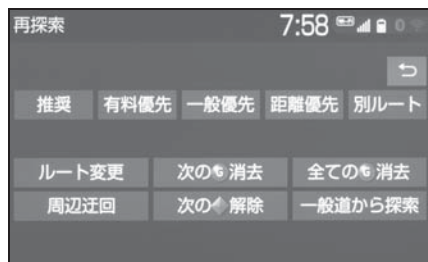 再探索 7:58
推奨 有料優先 一般優先 距離優先 別ルート
ルート変更 次のG消去 全てのG消去
周辺迂回 次の◆解除 一般道から探索